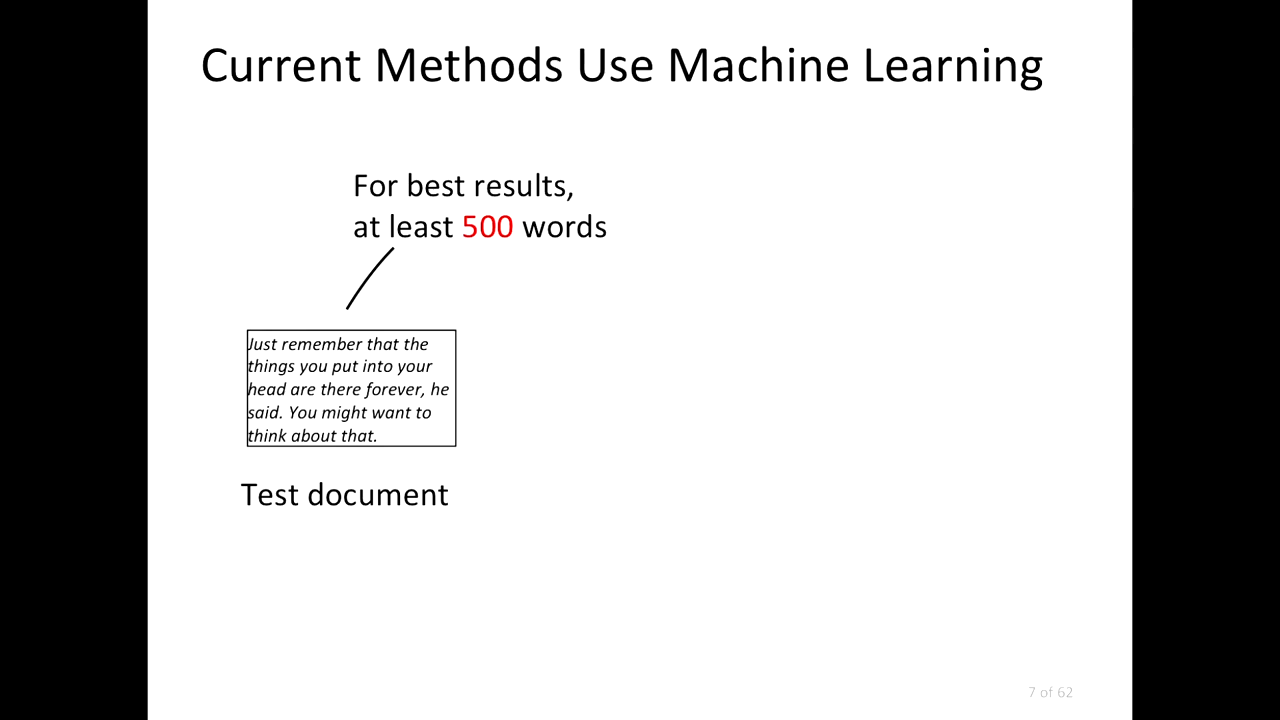 Current Methods Use Machine Learning
For best results,
at least 500 words
Just remember that the
things you put into your
head are there forever, he
said. You might want to
think about that.
Test document
7 of 62